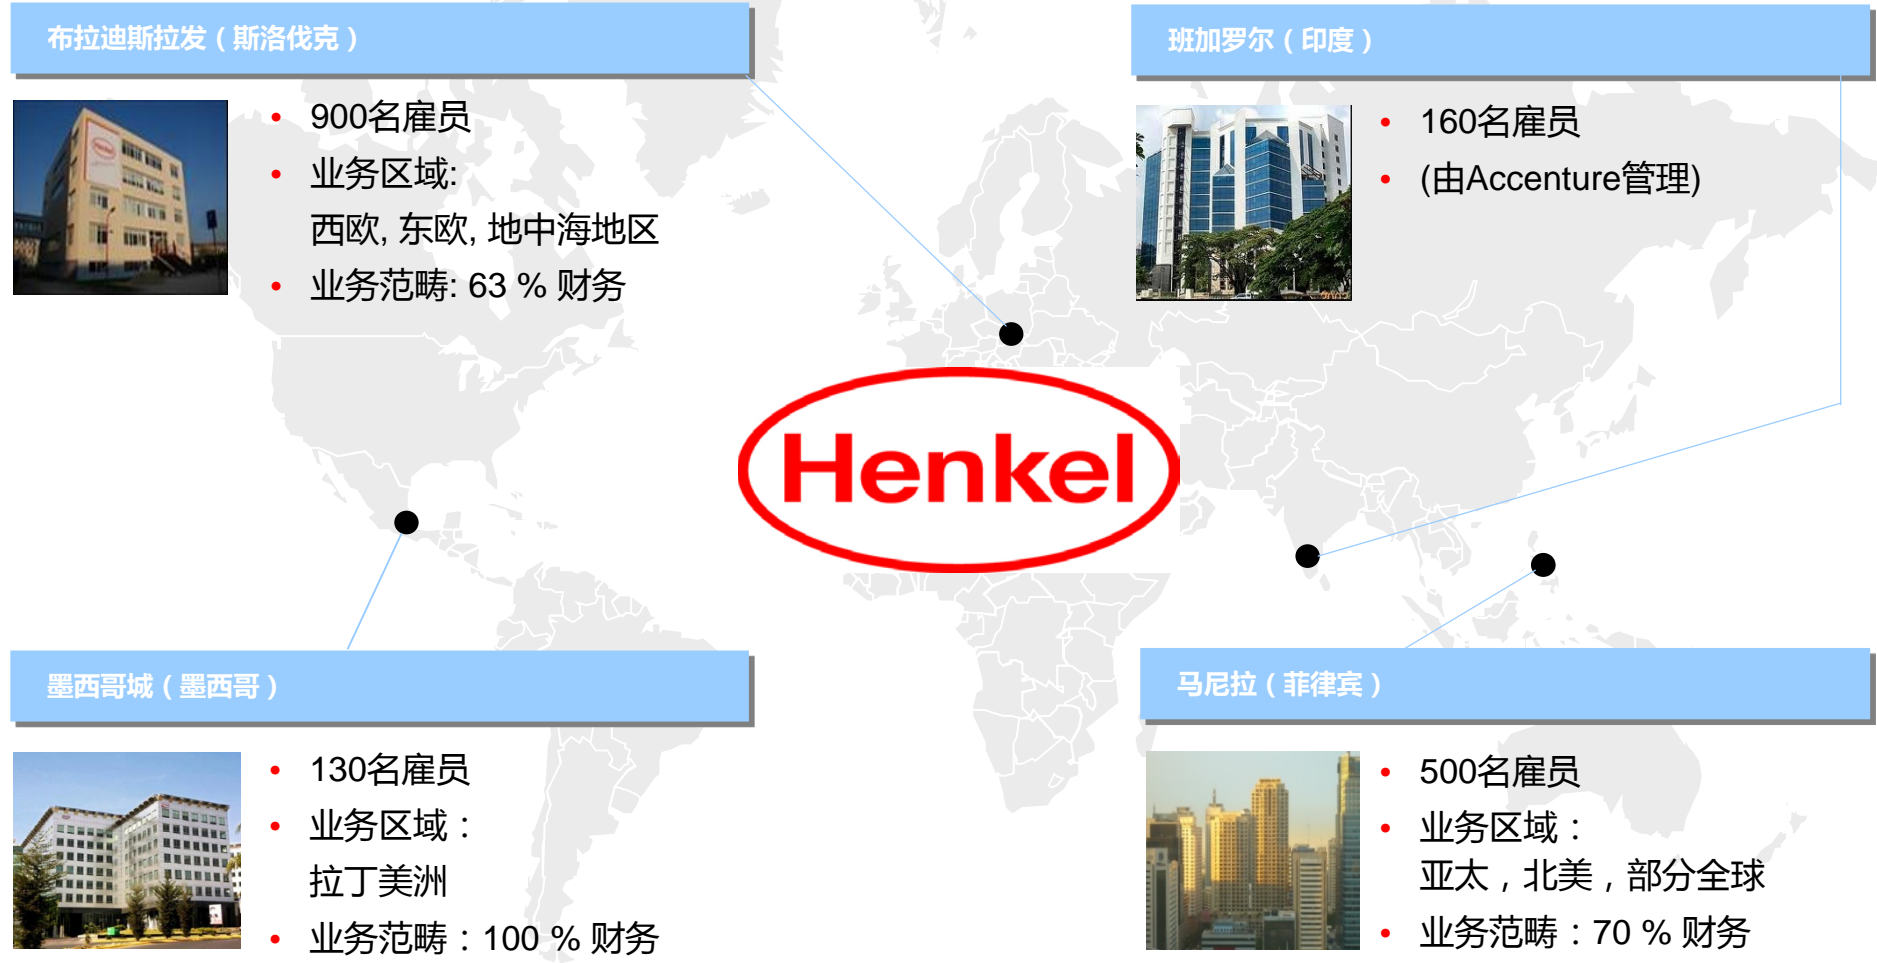 布拉迪斯拉发（斯洛伐克）
900名雇员
业务区域:
西欧, 东欧, 地中海地区
业务范畴: 63 % 财务
班加罗尔（印度）
160名雇员
(由Accenture管理)
Henkel
墨西哥城（墨西哥）
130名雇员
业务区域：
拉丁美洲
业务范畴：100 % 财务
马尼拉（菲律宾）
500名雇员
业务区域：
亚太，北美，部分全球
业务范畴：70 % 财务
Henkel